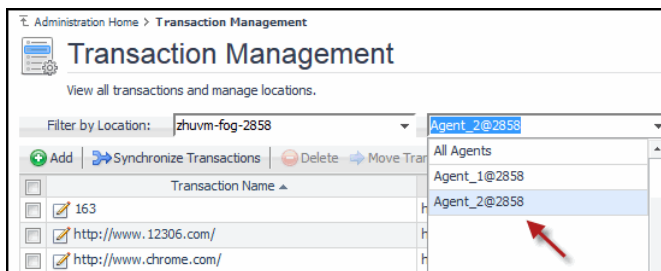 Administration Home > Transaction Management
Transaction Management
View all transactions and manage locations.
Filter by Location: zhuvm-fog-2858 Agent_2@2858
Add Synchronize Transactions Delete Move Tran
All Agents
Agent_1@2858
Agent_2@2858
Transaction Name
163 h
http://www.12306.com/ h
http://www.chrome.com/ h